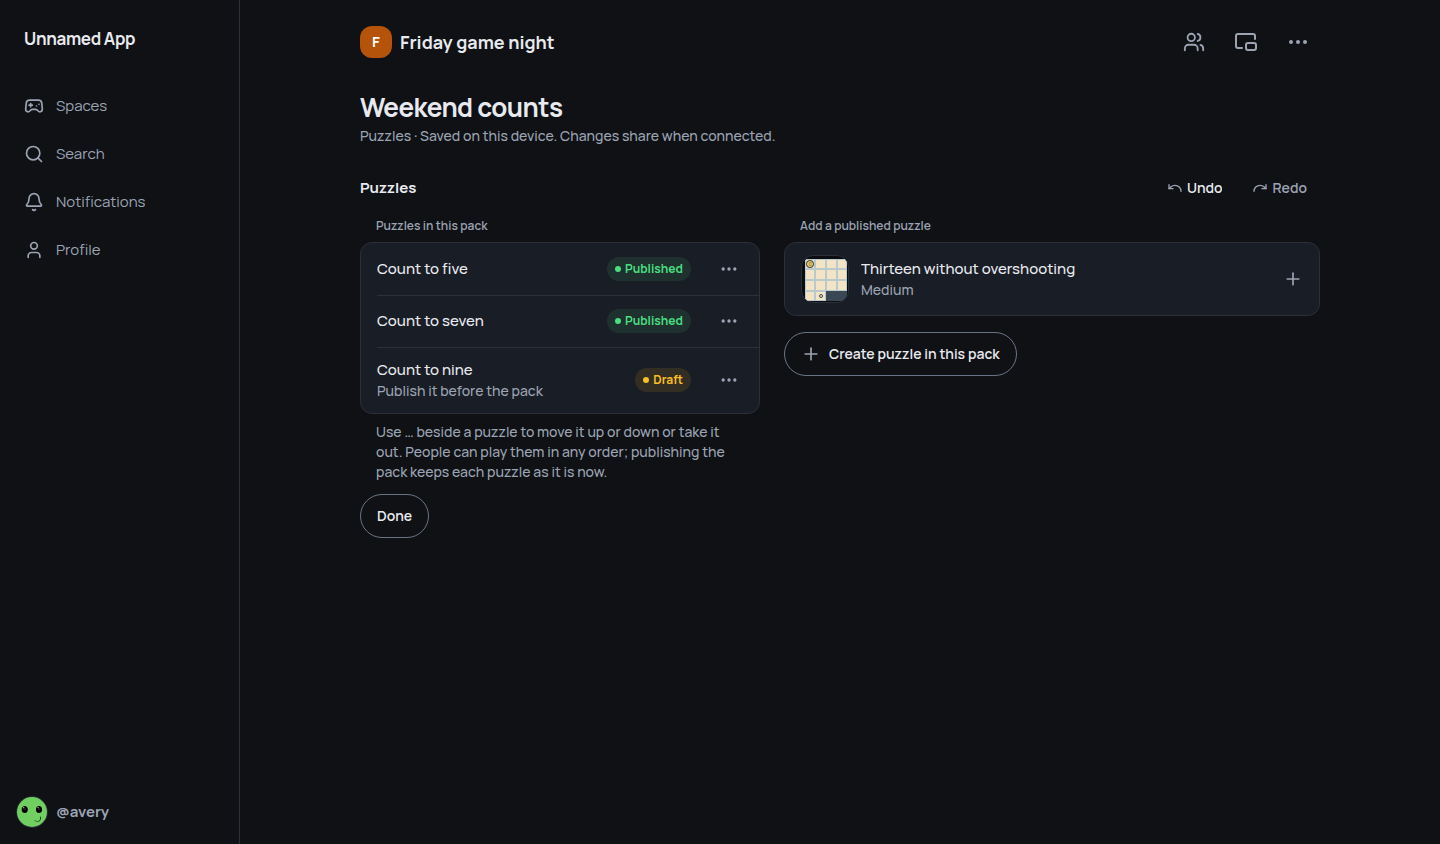 Unnamed App
Spaces
Search
Notifications
Profile
@avery
F
Friday game night
Weekend counts
Puzzles · Saved on this device. Changes share when connected.
Puzzles
Undo
Redo
Puzzles in this pack
Count to five
Published
Count to seven
Published
Count to nine
Publish it before the pack
Draft
Use … beside a puzzle to move it up or down or take it
out. People can play them in any order; publishing the
pack keeps each puzzle as it is now.
Done
Add a published puzzle
Thirteen without overshooting
Medium
Create puzzle in this pack